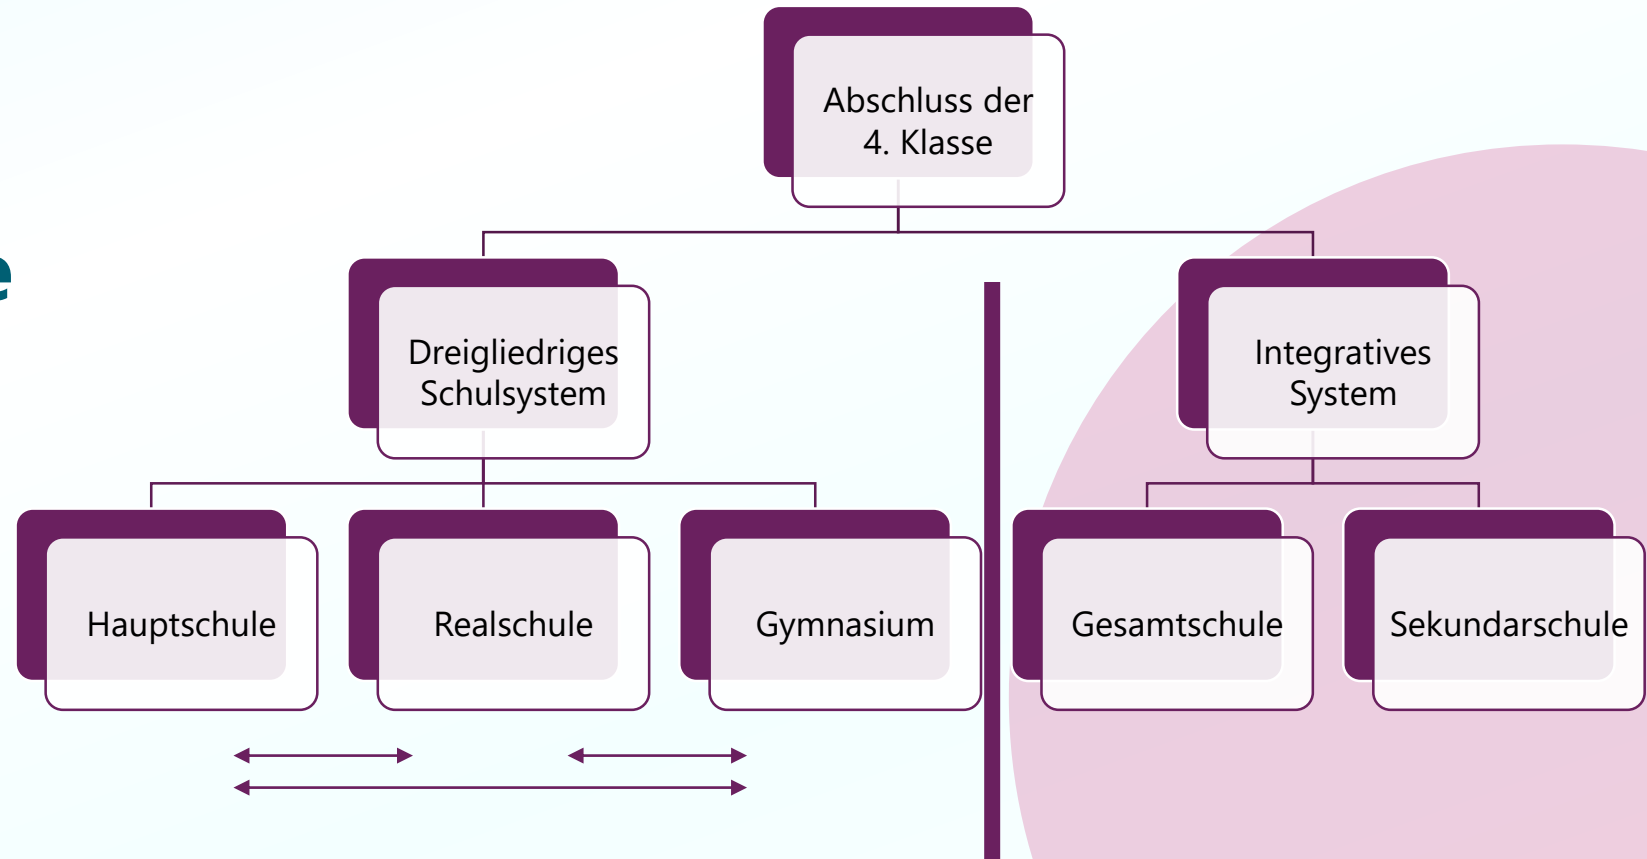 Abschluss der
4. Klasse
e
Dreigliedriges
Schulsystem
Integratives
System
Hauptschule
Realschule
Gymnasium
Gesamtschule
Sekundarschule